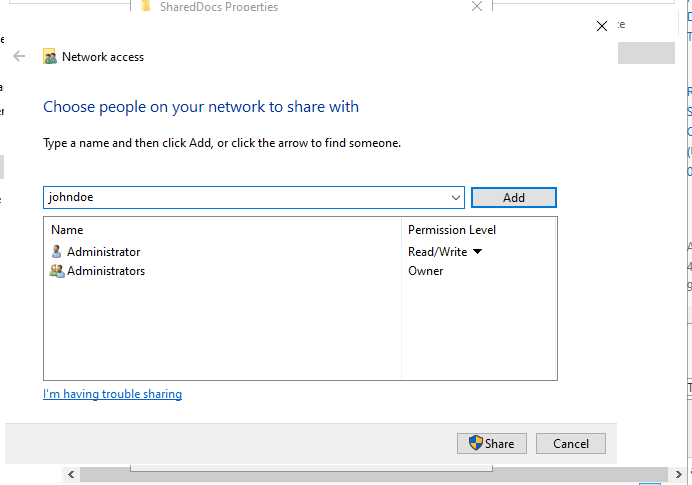 SharedDocs Properties
Network access
Choose people on your network to share with
Type a name and then click Add, or click the arrow to find someone.
johndoe
Add
Name Permission Level
Administrator Read/Write
Administrators Owner
I'm having trouble sharing
Share Cancel